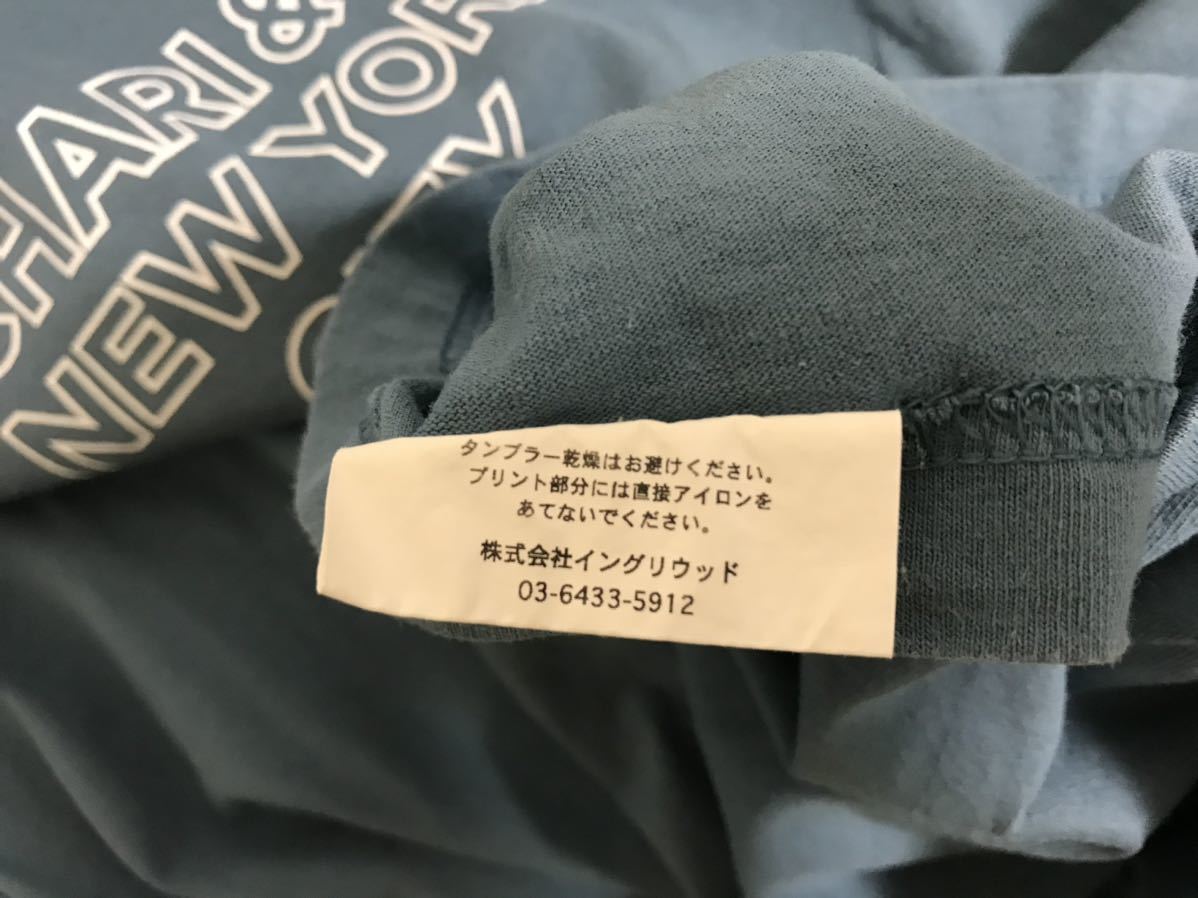 HARI &
NEW YOR
タンブラー乾燥はお避けください。
プリント部分には直接アイロンを
あてないでください。
株式会社イングリウッド
03-6433-5912